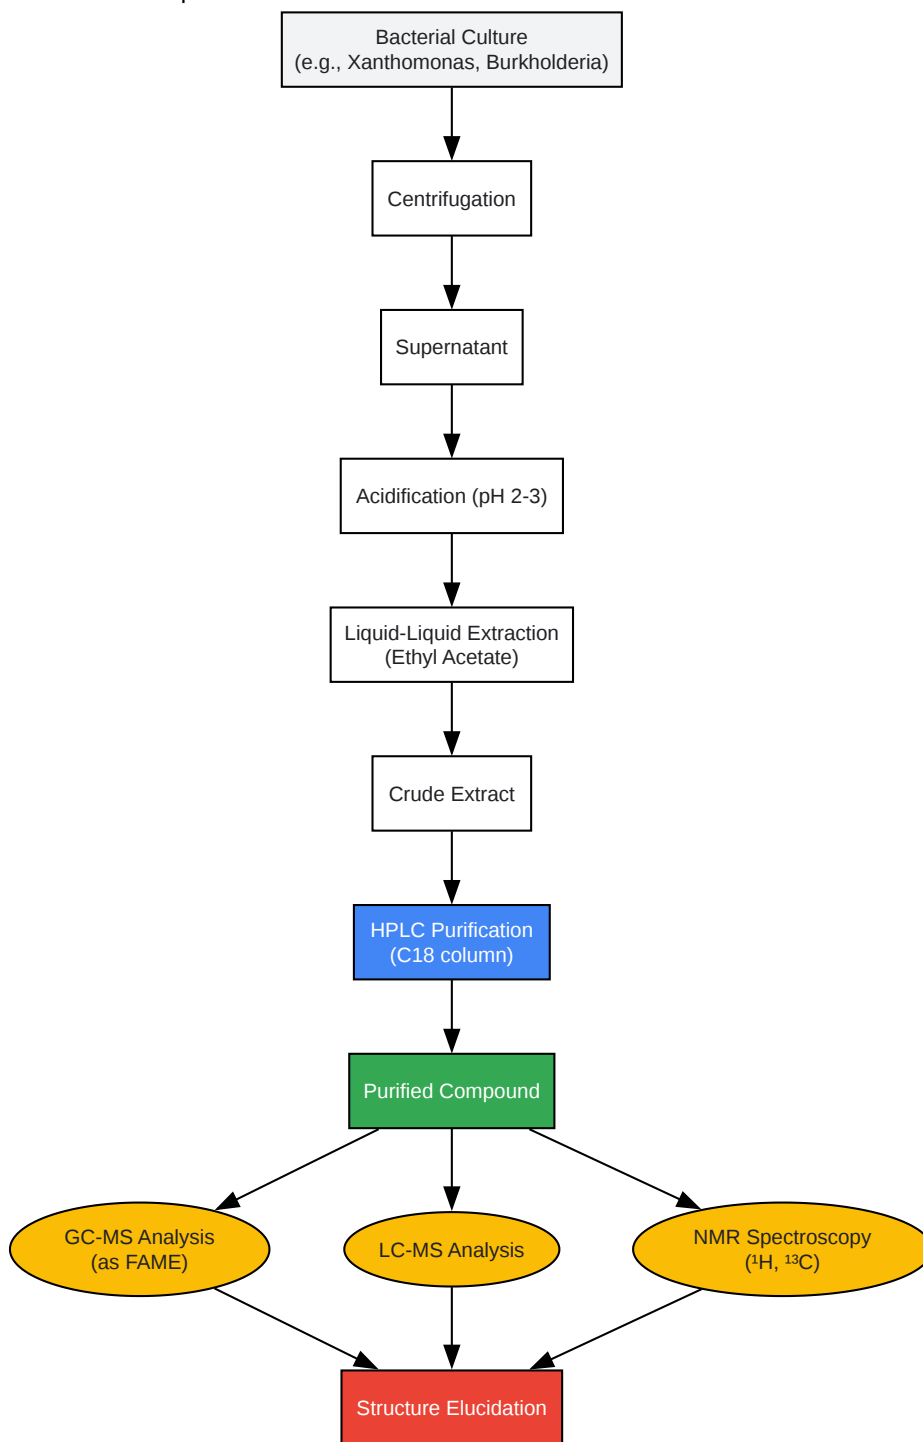 Bacterial Culture
(e.g., Xanthomonas, Burkholderia)
Centrifugation
Supernatant
Acidification (pH 2-3)
Liquid-Liquid Extraction
(Ethyl Acetate)
Crude Extract
HPLC Purification
(C18 column)
Purified Compound
GC-MS Analysis
(as FAME)
LC-MS Analysis
NMR Spectroscopy
(¹H, ¹³C)
Structure Elucidation